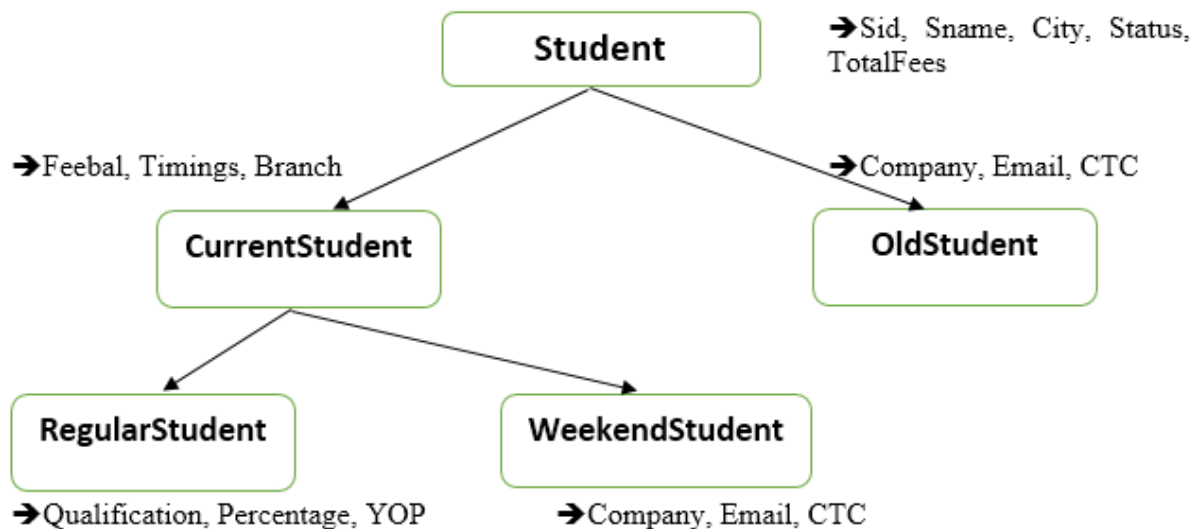 Student
➔Sid, Sname, City, Status,
TotalFees
➔Feebal, Timings, Branch
➔Company, Email, CTC
CurrentStudent
OldStudent
RegularStudent
WeekendStudent
➔Qualification, Percentage, YOP
➔Company, Email, CTC